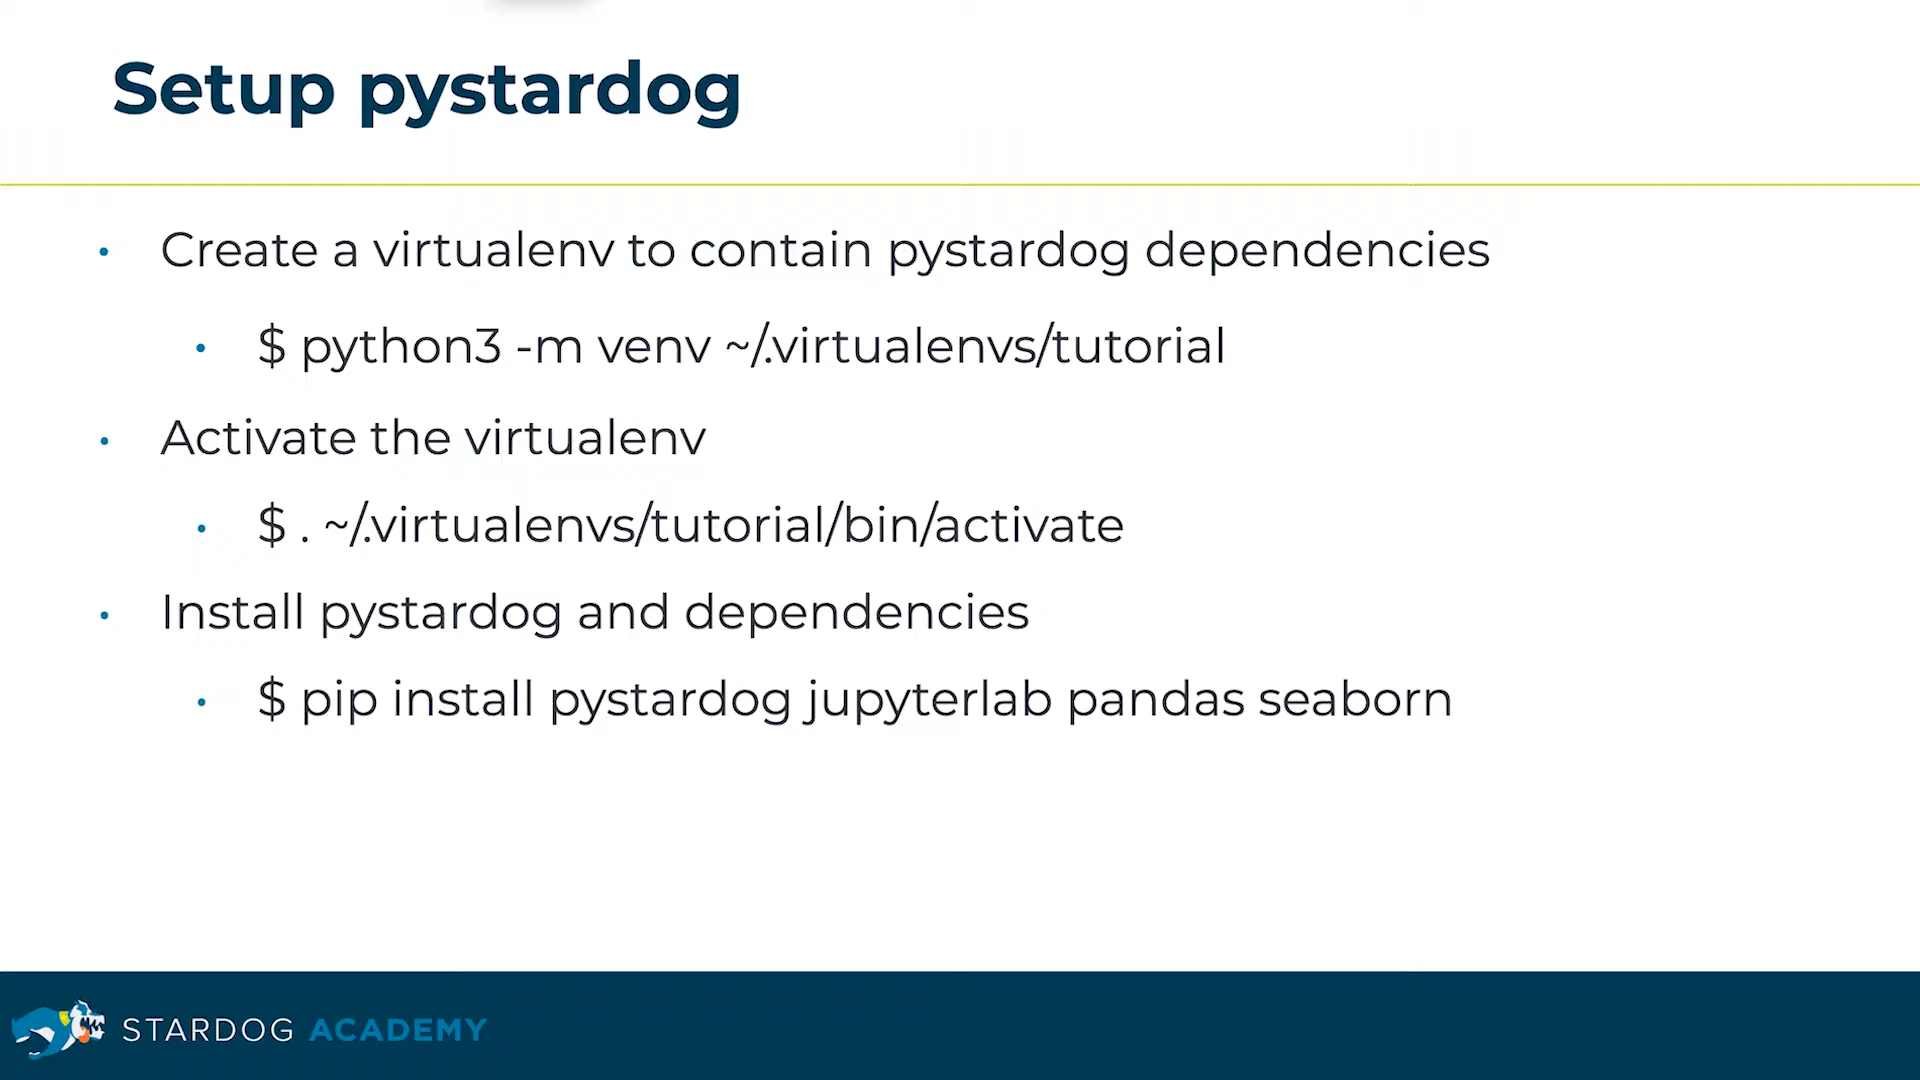 Setup pystardog
• Create a virtualenv to contain pystardog dependencies
• $ python3 -m venv ~/.virtualenvs/tutorial
• Activate the virtualenv
• $ . ~/.virtualenvs/tutorial/bin/activate
• Install pystardog and dependencies
• $ pip install pystardog jupyterlab pandas seaborn
STARDOG ACADEMY